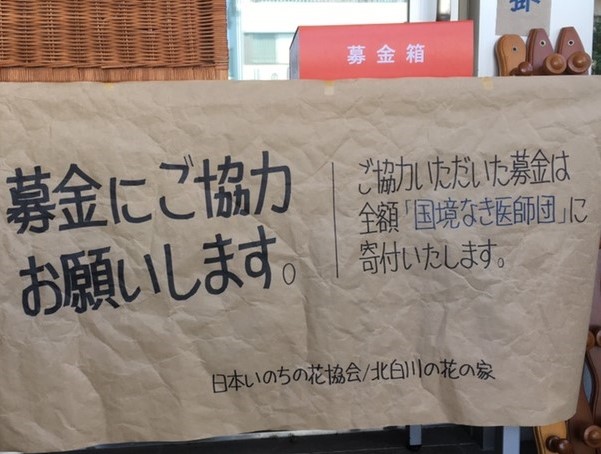 募金箱
募金にご協力
お願いします。
ご協力いただいた募金は
全額「国境なき医師団」に
寄付いたします。
日本いのちの花協会/北白川の花の家